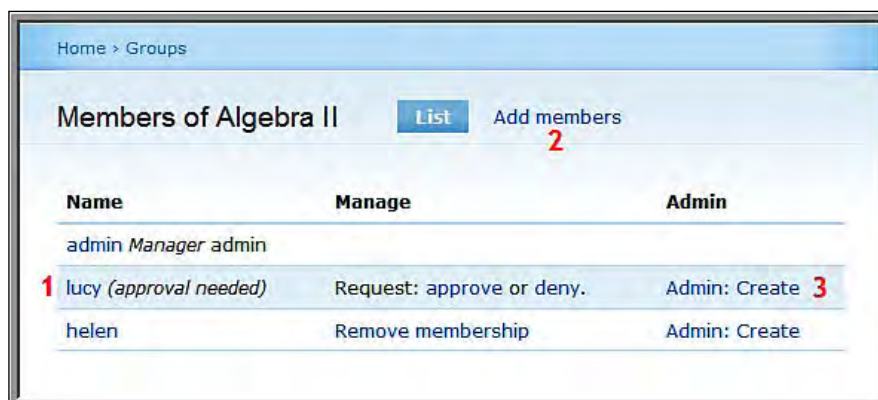 Home > Groups
Members of Algebra II List Add members
2
Name Manage Admin
admin Manager admin
1 lucy (approval needed) Request: approve or deny. Admin: Create 3
helen Remove membership Admin: Create